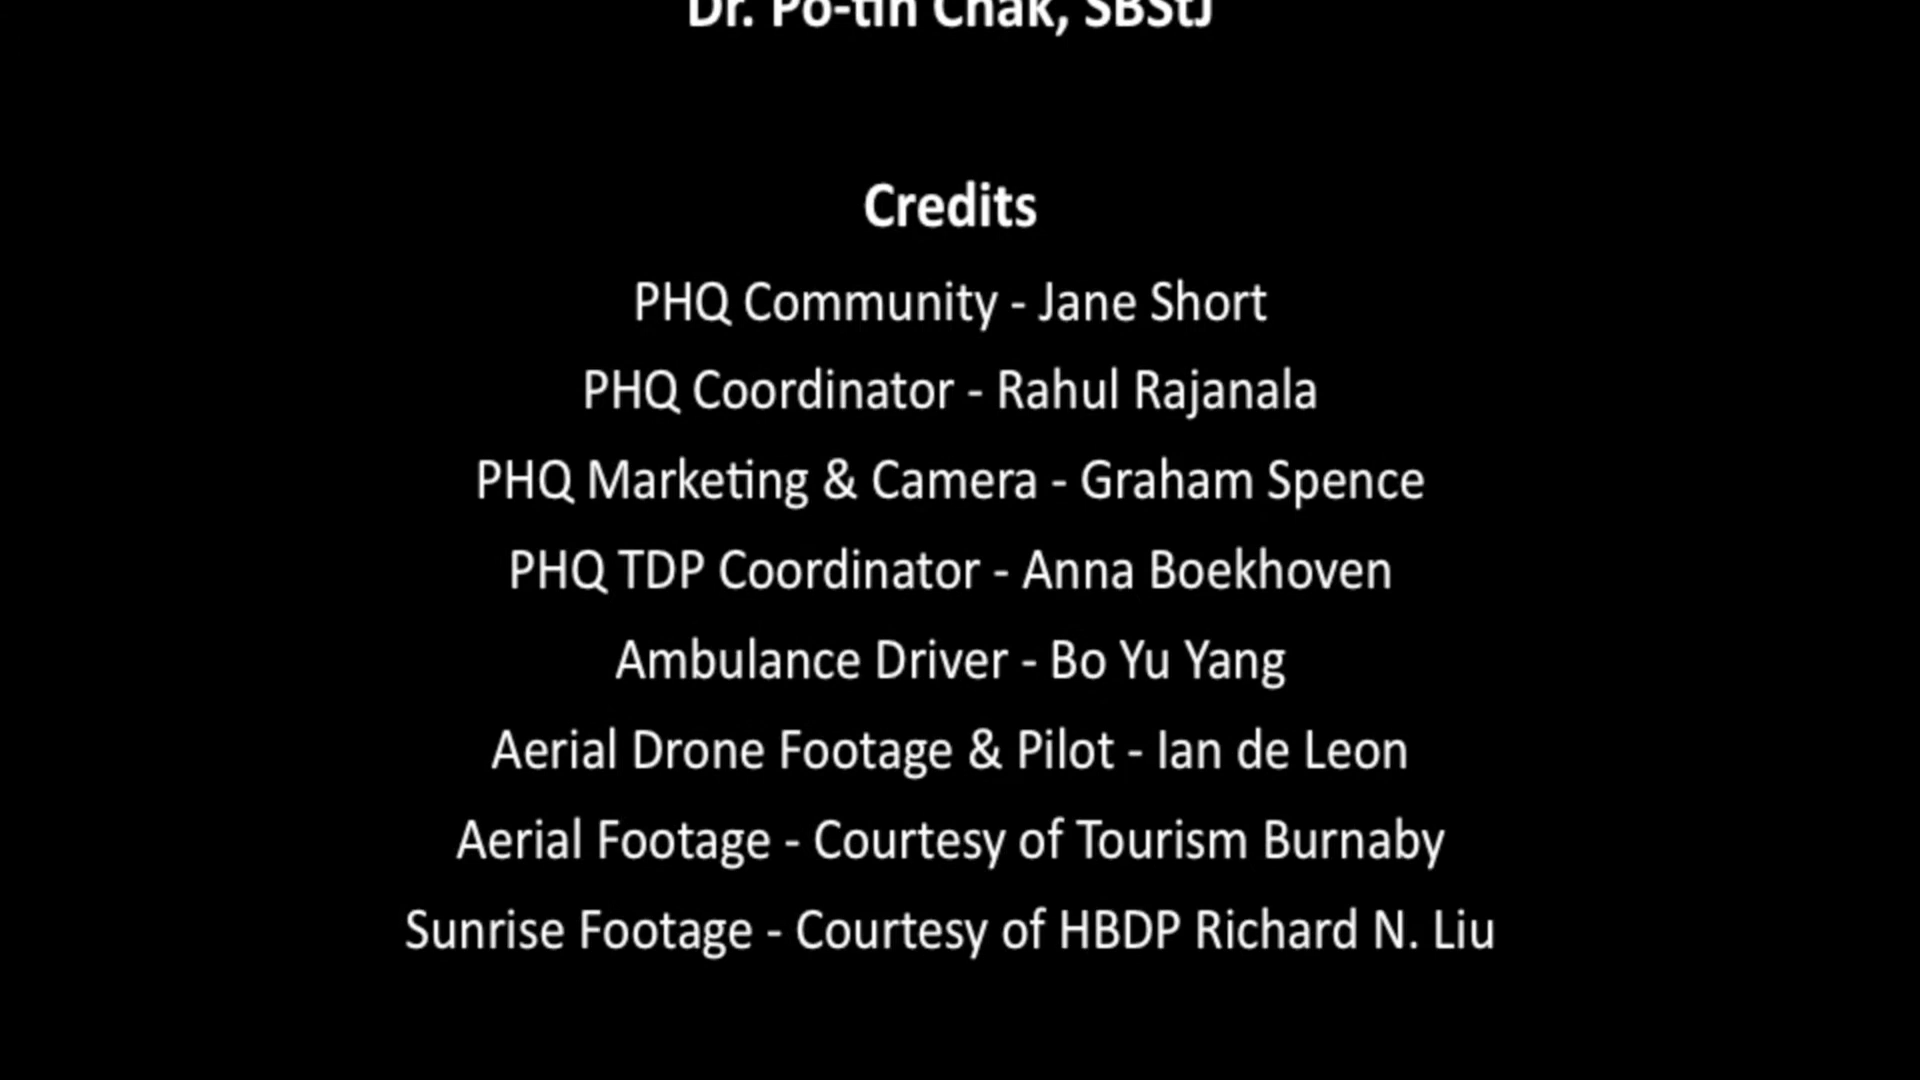 Dr. Po-tin Chak, SBStJ
Credits
PHQ Community - Jane Short
PHQ Coordinator - Rahul Rajanala
PHQ Marketing & Camera - Graham Spence
PHQ TDP Coordinator - Anna Boekhoven
Ambulance Driver - Bo Yu Yang
Aerial Drone Footage & Pilot - Ian de Leon
Aerial Footage - Courtesy of Tourism Burnaby
Sunrise Footage - Courtesy of HBDP Richard N. Liu